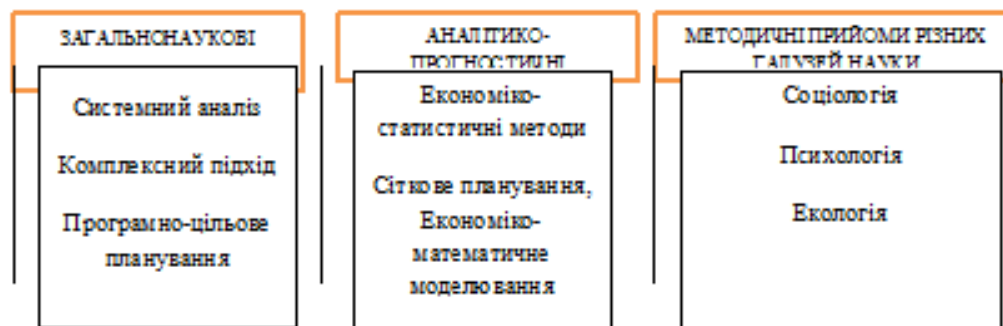 ЗАГАЛЬНОНАУКОВІ
Системний аналіз
Комплексний підхід
Програмно-цільове
планування
АНАЛІТИКО-
ПРОГНОСТИЧНІ
Економіко-
статистичні методи
Сіткове планування,
Економіко-
математичне
моделювання
МЕТОДИЧНІ ПРИЙОМИ РІЗНИХ
ГАЛУЗЕЙ НАУКИ
Соціологія
Психологія
Екологія